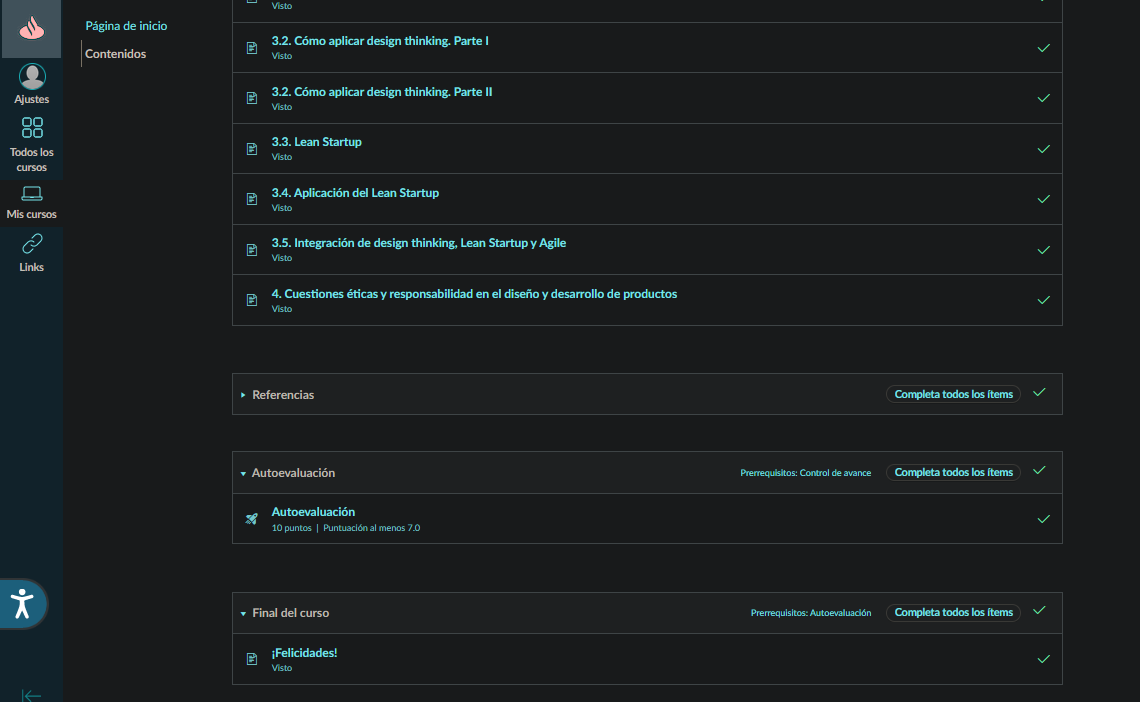 Página de inicio
Contenidos
Ajustes
Todos los
cursos
Mis cursos
Links
Visto
3.2. Cómo aplicar design thinking. Parte I
Visto
3.2. Cómo aplicar design thinking. Parte II
Visto
3.3. Lean Startup
Visto
3.4. Aplicación del Lean Startup
Visto
3.5. Integración de design thinking, Lean Startup y Agile
Visto
4. Cuestiones éticas y responsabilidad en el diseño y desarrollo de productos
Visto
Referencias Completa todos los ítems
Autoevaluación Prerrequisitos: Control de avance Completa todos los ítems
Autoevaluación
10 puntos | Puntuación al menos 7.0
Final del curso Prerrequisitos: Autoevaluación Completa todos los ítems
¡Felicidades!
Visto